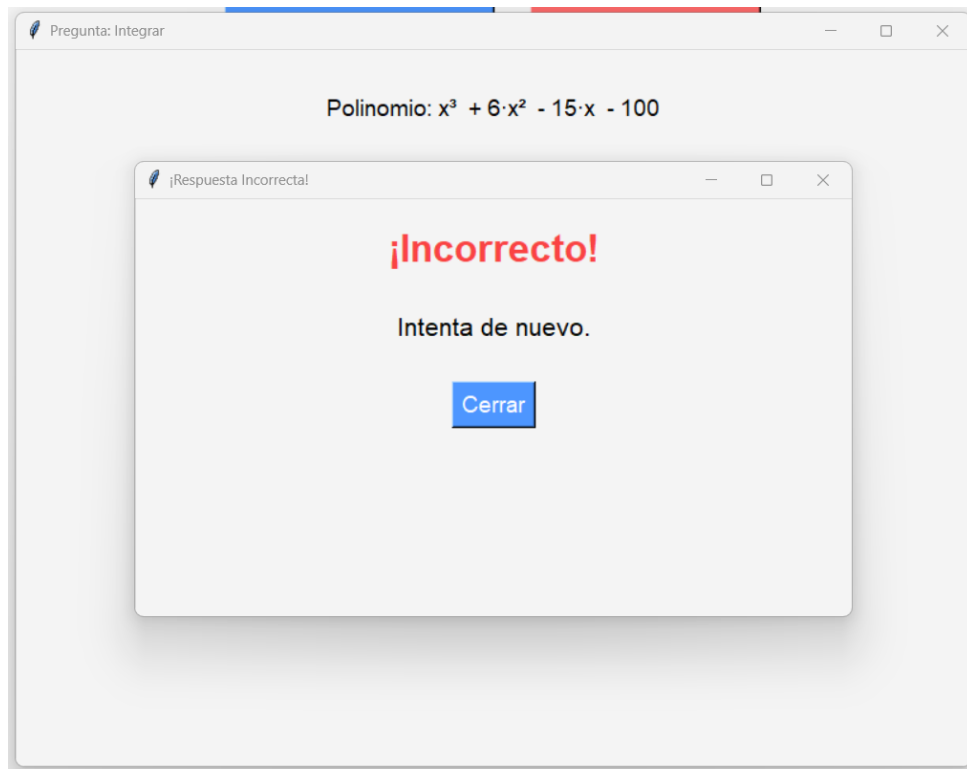 Pregunta: Integrar
Polinomio: x³ + 6·x² - 15·x - 100
¡Respuesta Incorrecta!
¡Incorrecto!
Intenta de nuevo.
Cerrar